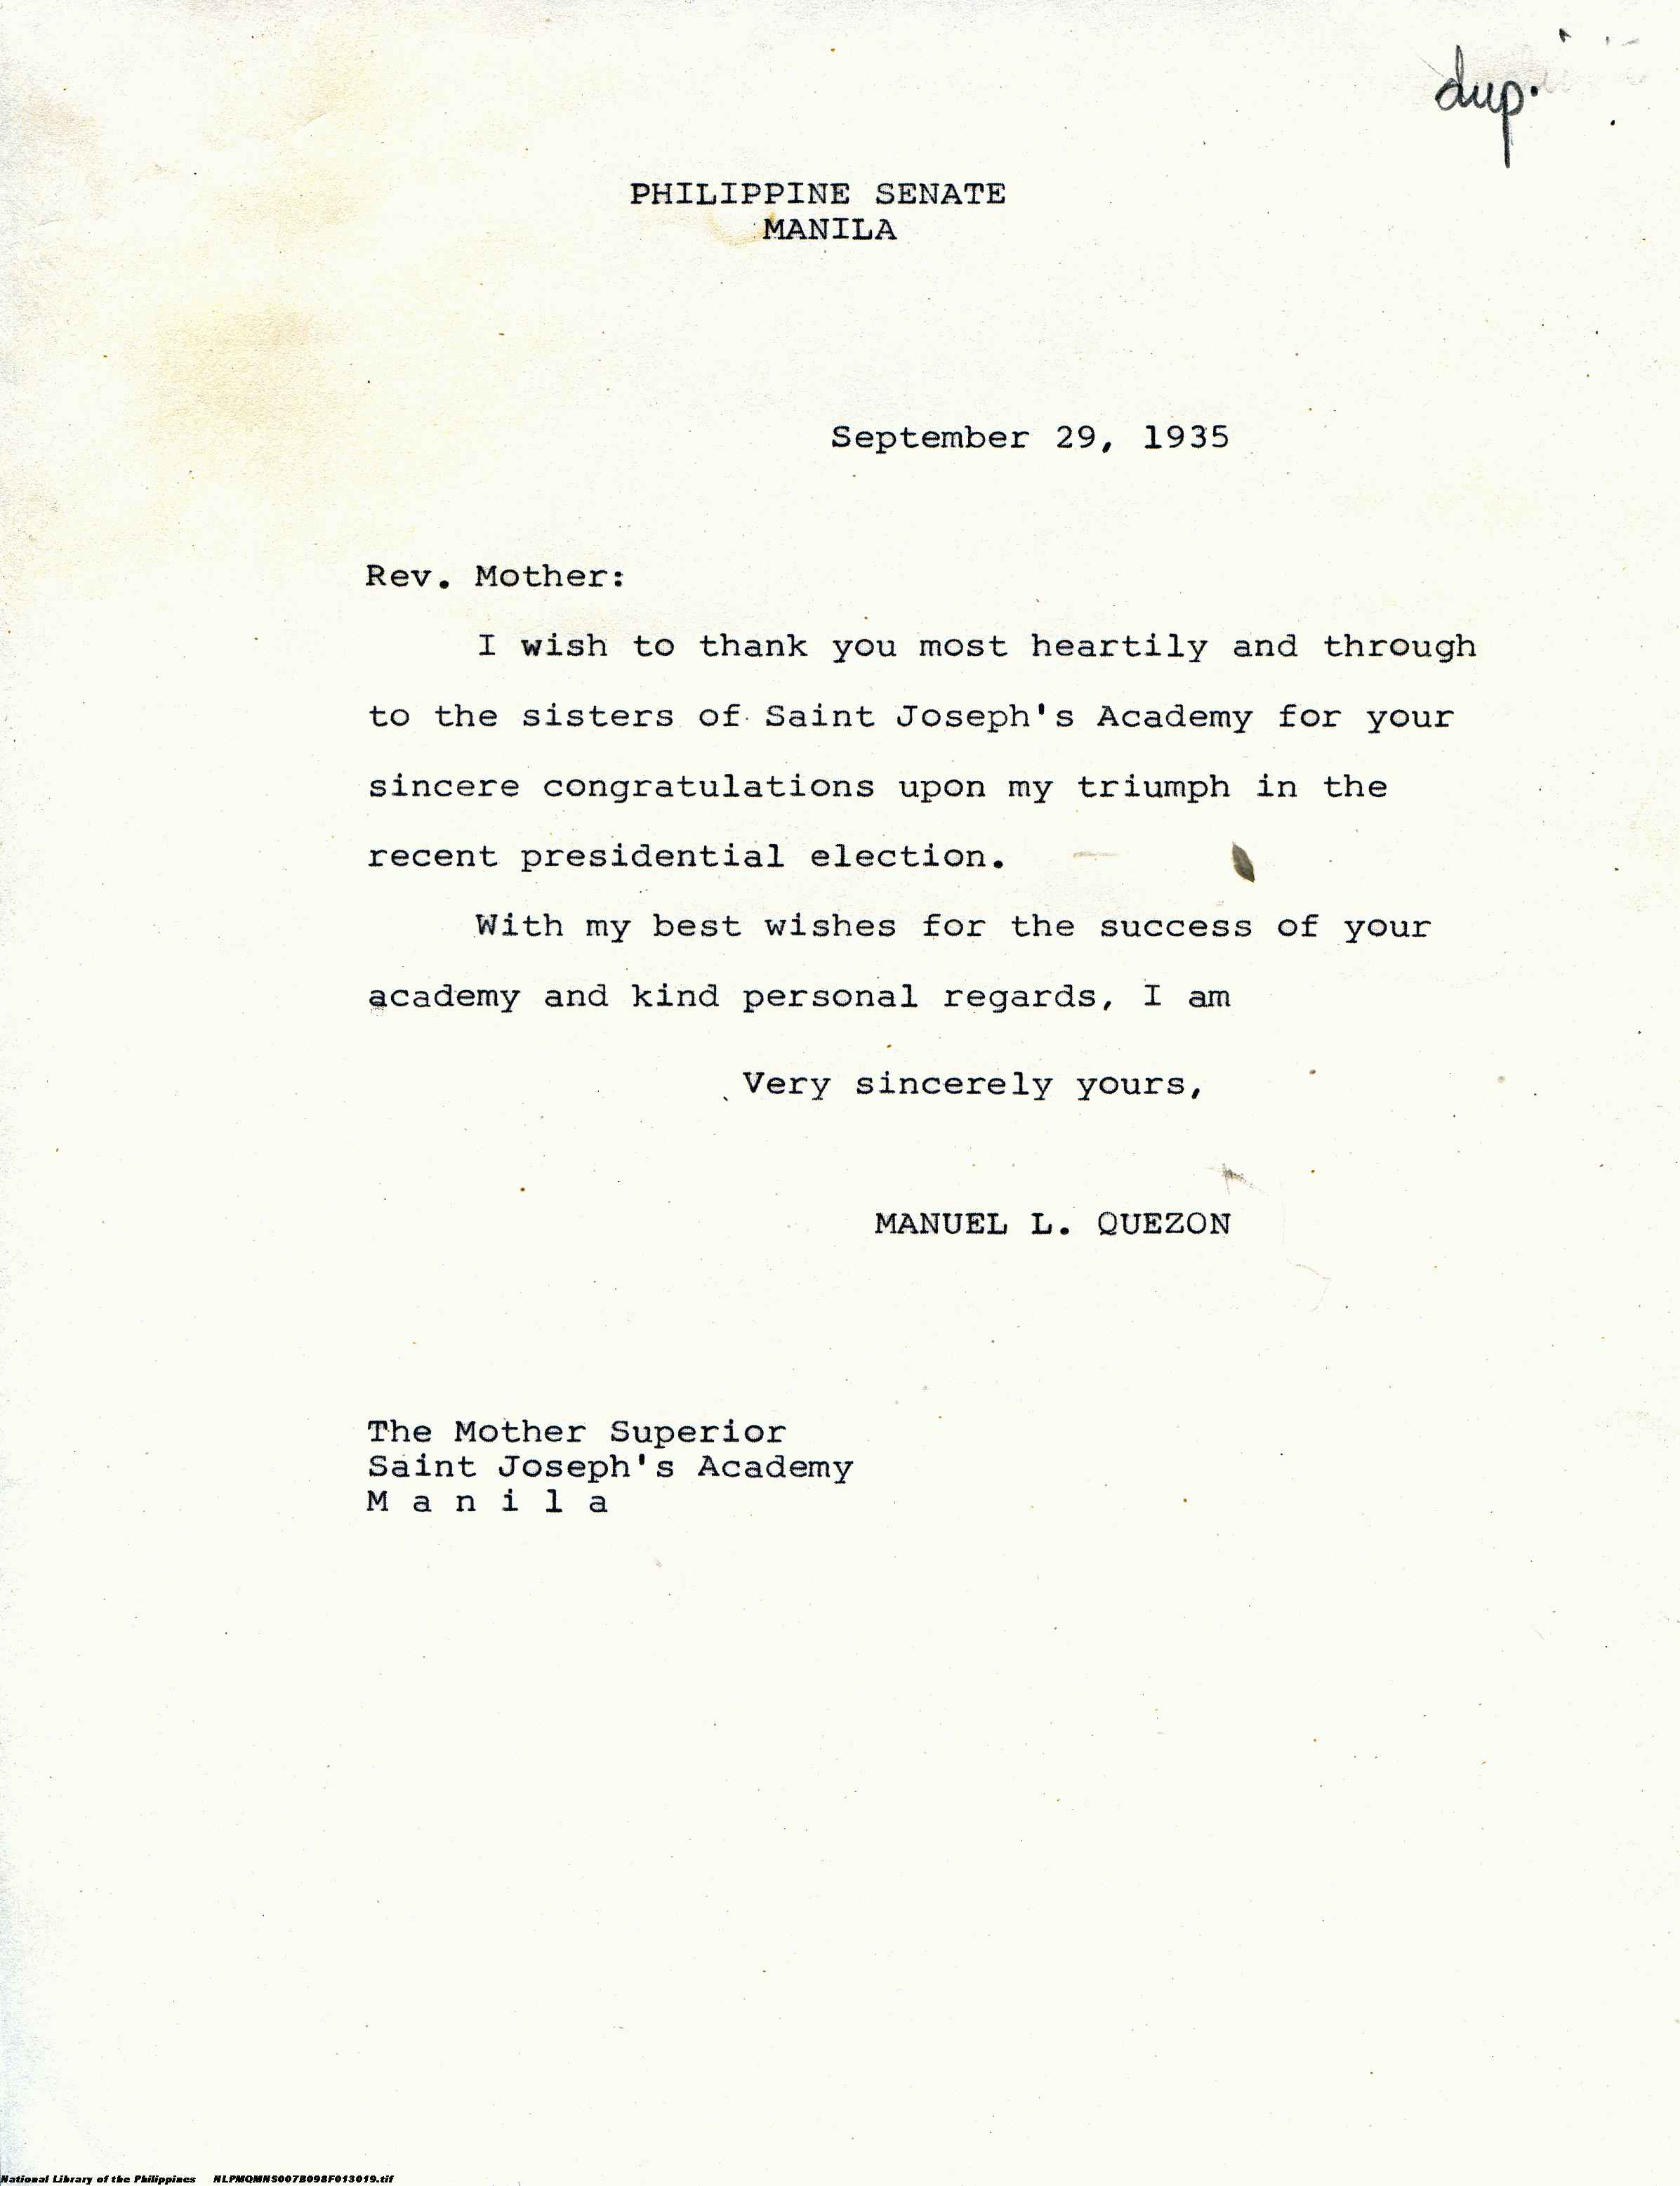 dup.
PHILIPPINE SENATE
MANILA
September 29, 1935
Rev. Mother:
I wish to thank you most heartily and through
to the sisters of Saint Joseph's Academy for your
sincere congratulations upon my triumph in the
recent presidential election.
With my best wishes for the success of your
academy and kind personal regards, I am
Very sincerely yours,
MANUEL L. QUEZON
The Mother Superior
Saint Joseph's Academy
M a n i l a
National Library of the Philippines NLPMQMNS007B098F013019.tif